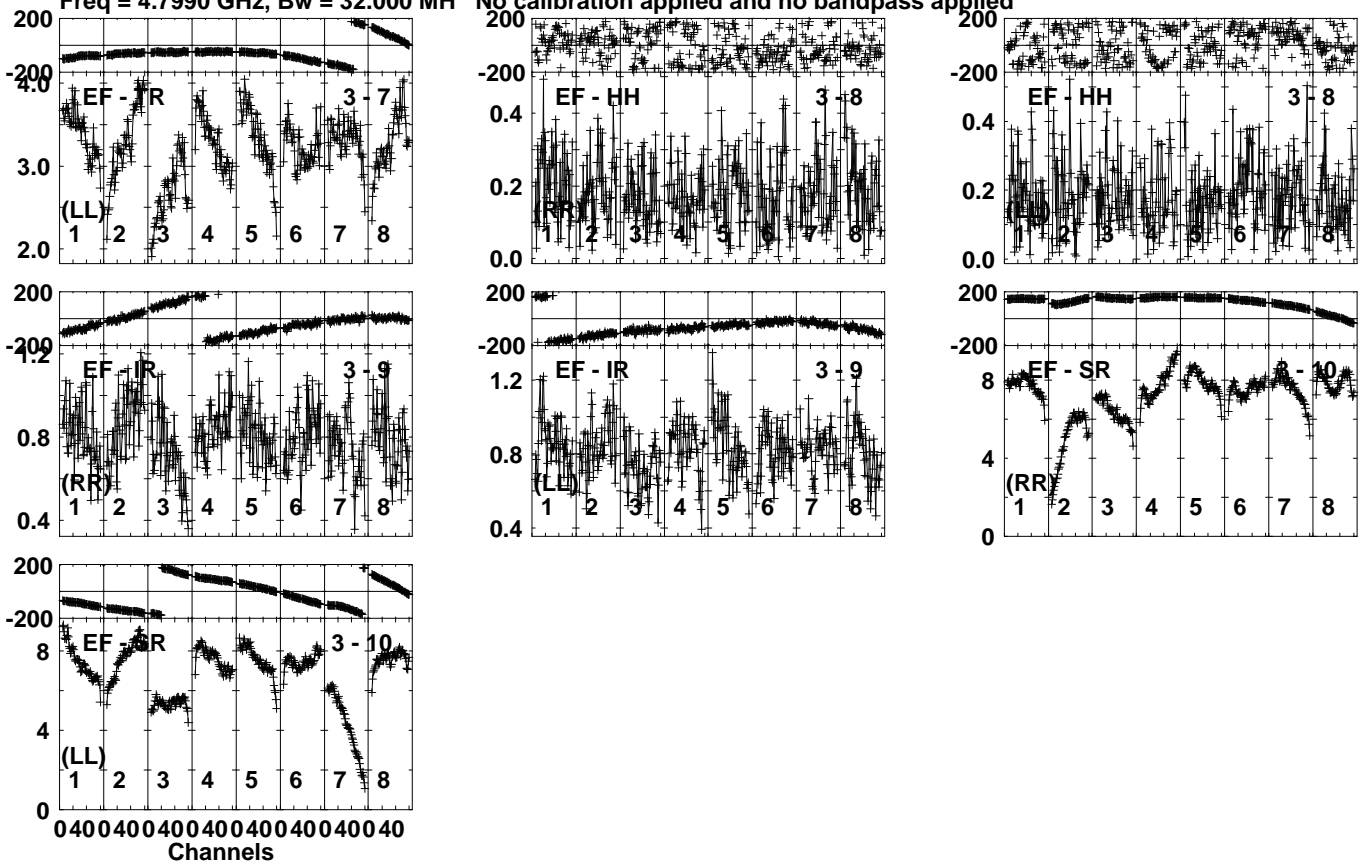 Freq = 4.7990 GHz, Bw = 32.000 MH No calibration applied and no bandpass applied
200
-200
4.0
3.0
2.0
EF - TR 3 - 7
(LL)
1 2 3 4 5 6 7 8
200
-200
0.4
0.2
0.0
EF - HH 3 - 8
(RR)
1 2 3 4 5 6 7 8
200
-200
0.4
0.2
0.0
EF - HH 3 - 8
(LL)
1 2 3 4 5 6 7 8
200
-200
1.2
0.8
0.4
EF - IR 3 - 9
(RR)
1 2 3 4 5 6 7 8
200
-200
1.2
0.8
0.4
EF - IR 3 - 9
(LL)
1 2 3 4 5 6 7 8
200
-200
8
4
0
EF - SR 3 - 10
(RR)
1 2 3 4 5 6 7 8
200
-200
8
4
0
EF - SR 3 - 10
(LL)
1 2 3 4 5 6 7 8
0 40 0 40 0 40 0 40 0 40 0 40 0 40 0 40
Channels